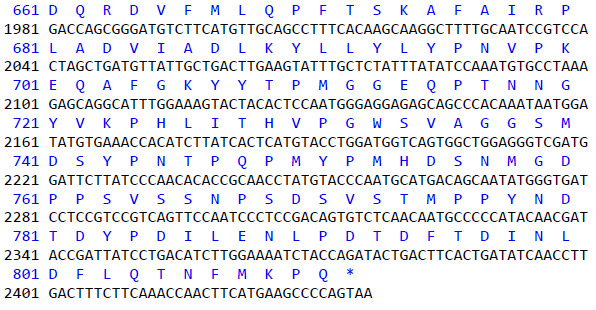 661 D Q R D V F M L Q P F T S K A F A I R P
1981 GACCAGCGGGATGTCTTCATGTTGCAGCCTTTCACAAGCAAGGCTTTTGCAATCCGTCCA
681 L A D V I A D L K Y L L Y L Y P N V P K
2041 CTAGCTGATGTTATTGCTGACTTGAAGTATTTGCTCTATTTATATCCAAATGTGCCTAAA
701 E Q A F G K Y Y T P M G G E Q P T N N G
2101 GAGCAGGCATTTGGAAAGTACTACACTCCAATGGGAGGAGAGCAGCCCACAAATAATGGA
721 Y V K P H L I T H V P G W S V A G G S M
2161 TATGTGAAACCACATCTTATCACTCATGTACCTGGATGGTCAGTGGCTGGAGGGTCGATG
741 D S Y P N T P Q P M Y P M H D S N M G D
2221 GATTCTTATCCCAACACACCGCAACCTATGTACCCAATGCATGACAGCAATATGGGTGAT
761 P P S V S S N P S D S V S T M P P Y N D
2281 CCTCCGTCCGTCAGTTCCAATCCCTCCGACAGTGTCTCAACAATGCCCCCATACAACGAT
781 T D Y P D I L E N L P D T D F T D I N L
2341 ACCGATTATCCTGACATCTTGGAAAATCTACCAGATACTGACTTCACTGATATCAACCTT
801 D F L Q T N F M K P Q *
2401 GACTTTCTTCAAACCAACTTCATGAAGCCCCAGTAA